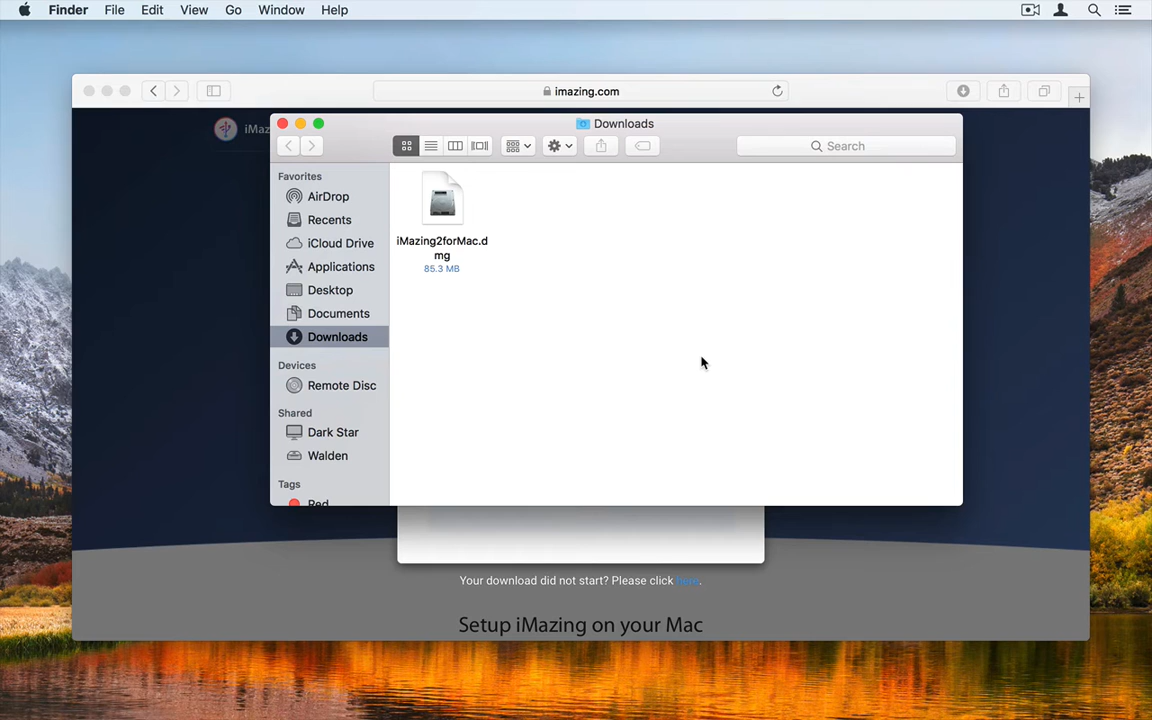 Finder File Edit View Go Window Help
imazing.com
iMaz
Downloads
Search
Favorites
AirDrop
Recents
iCloud Drive
Applications
Desktop
Documents
Downloads
Devices
Remote Disc
Shared
Dark Star
Walden
Tags
Red
iMazing2forMac.d
mg
85.3 MB
Your download did not start? Please click here.
Setup iMazing on your Mac